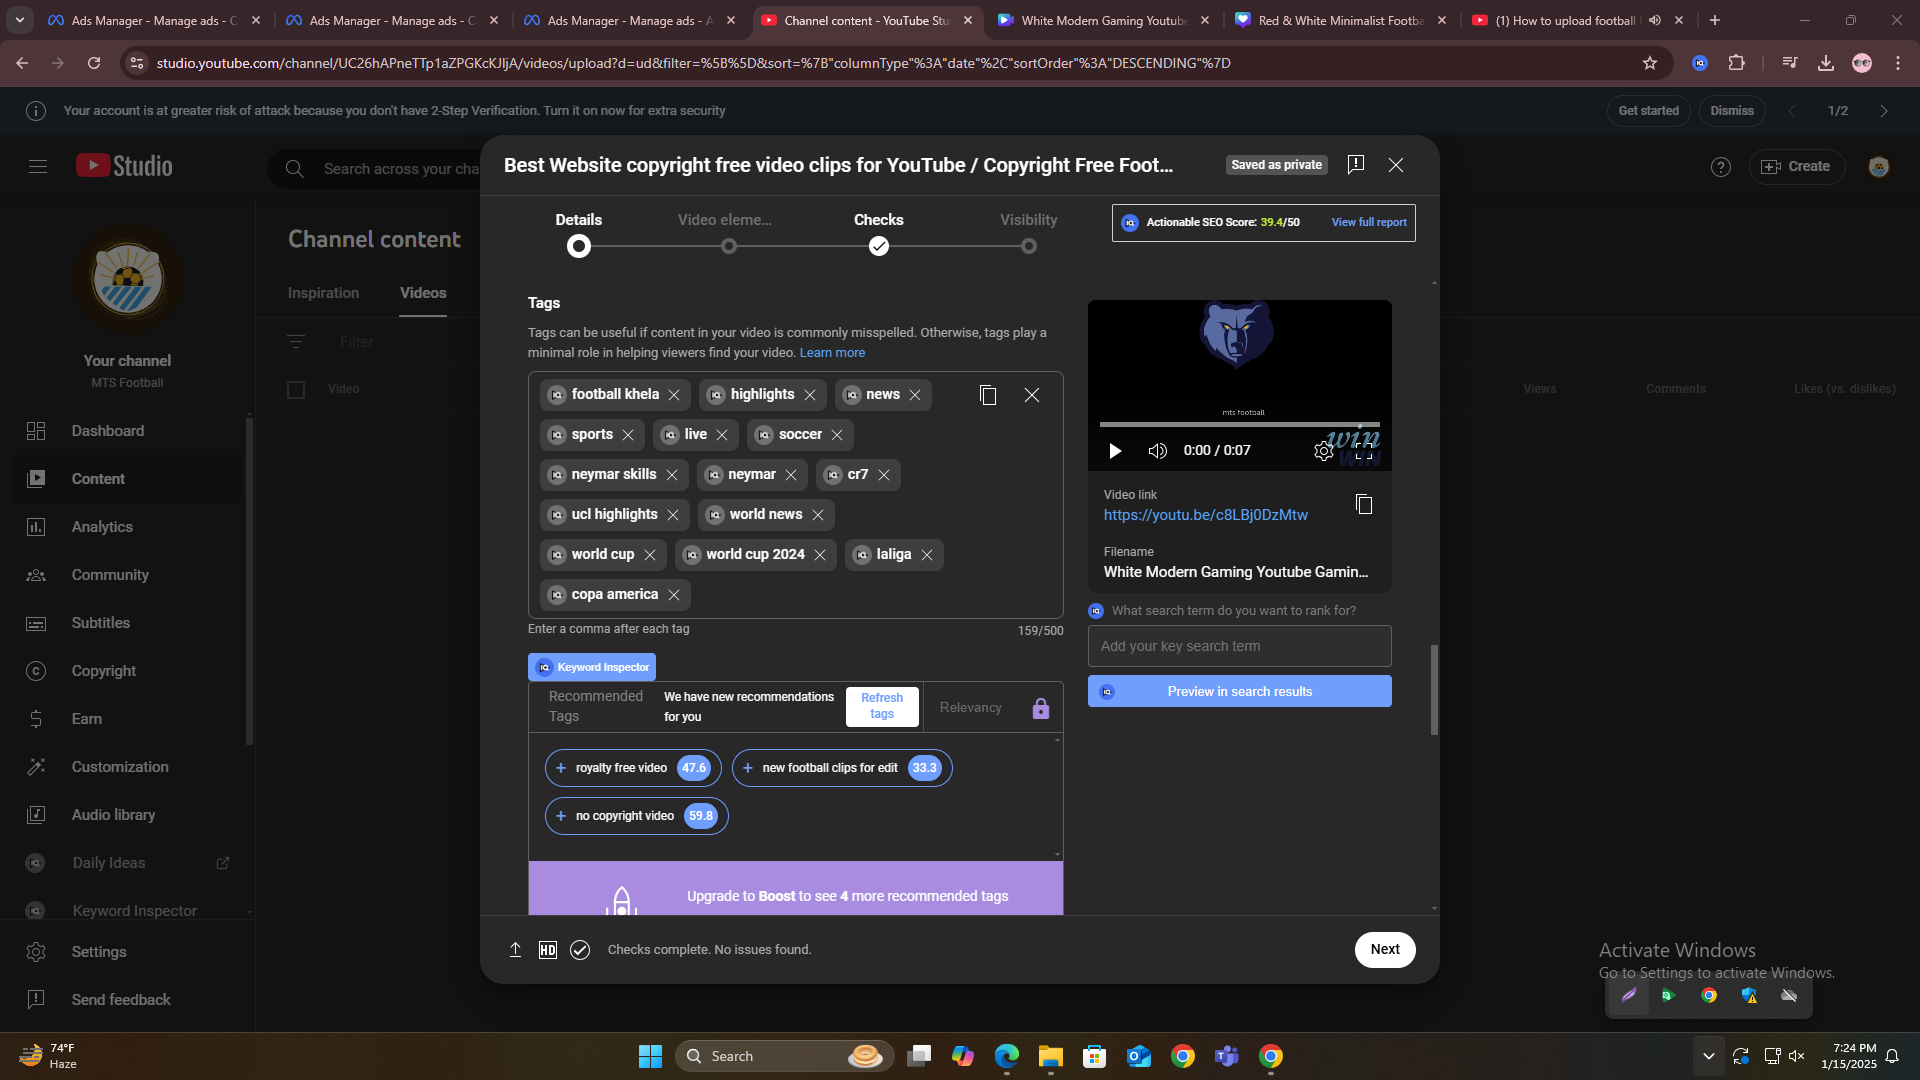 Ads Manager - Manage ads - C
Ads Manager - Manage ads - C
Ads Manager - Manage ads - A
Channel content - YouTube Stu
White Modern Gaming Youtube
Red & White Minimalist Footba
(1) How to upload football
studio.youtube.com/channel/UC26hAPneTTp1aZPGKcKJIjA/videos/upload?d=ud&filter=%5B%5D&sort=%7B"columnType"%3A"date"%2C"sortOrder"%3A"DESCENDING"%7D
Your account is at greater risk of attack because you don't have 2-Step Verification. Turn it on now for extra security
Get started
Dismiss
1/2
Studio
Search across your cha
Create
Best Website copyright free video clips for YouTube / Copyright Free Foot...
Saved as private
Details
Video eleme...
Checks
Visibility
Actionable SEO Score: 39.4/50
View full report
Channel content
Inspiration
Videos
Filter
Video
Views
Comments
Likes (vs. dislikes)
Your channel
MTS Football
Dashboard
Content
Analytics
Community
Subtitles
Copyright
Earn
Customization
Audio library
Daily Ideas
Keyword Inspector
Settings
Send feedback
Tags
Tags can be useful if content in your video is commonly misspelled. Otherwise, tags play a
minimal role in helping viewers find your video. Learn more
football khela
highlights
news
sports
live
soccer
neymar skills
neymar
cr7
ucl highlights
world news
world cup
world cup 2024
laliga
copa america
Enter a comma after each tag
159/500
Keyword Inspector
Recommended
Tags
We have new recommendations
for you
Refresh
tags
Relevancy
+ royalty free video 47.6
+ new football clips for edit 33.3
+ no copyright video 59.8
Upgrade to Boost to see 4 more recommended tags
mts football
win
WIN
0:00 / 0:07
Video link
https://youtu.be/c8LBj0DzMtw
Filename
White Modern Gaming Youtube Gamin...
What search term do you want to rank for?
Add your key search term
Preview in search results
HD
Checks complete. No issues found.
Next
Activate Windows
Go to Settings to activate Windows.
74°F
Haze
Search
7:24 PM
1/15/2025